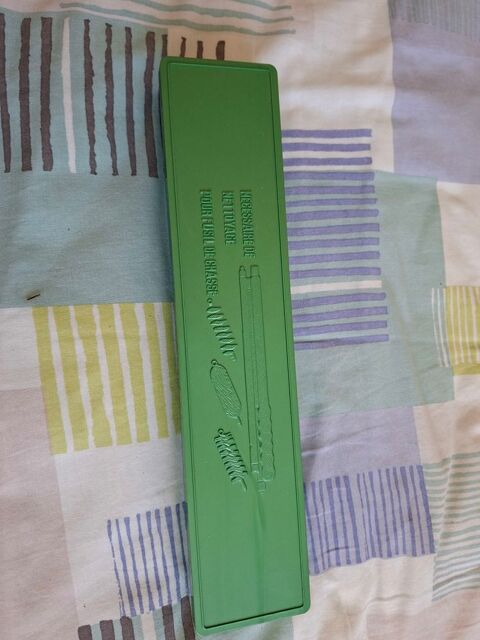 NECESSAIRE DE
NETTOYAGE
POUR FUSIL DE CHASSE